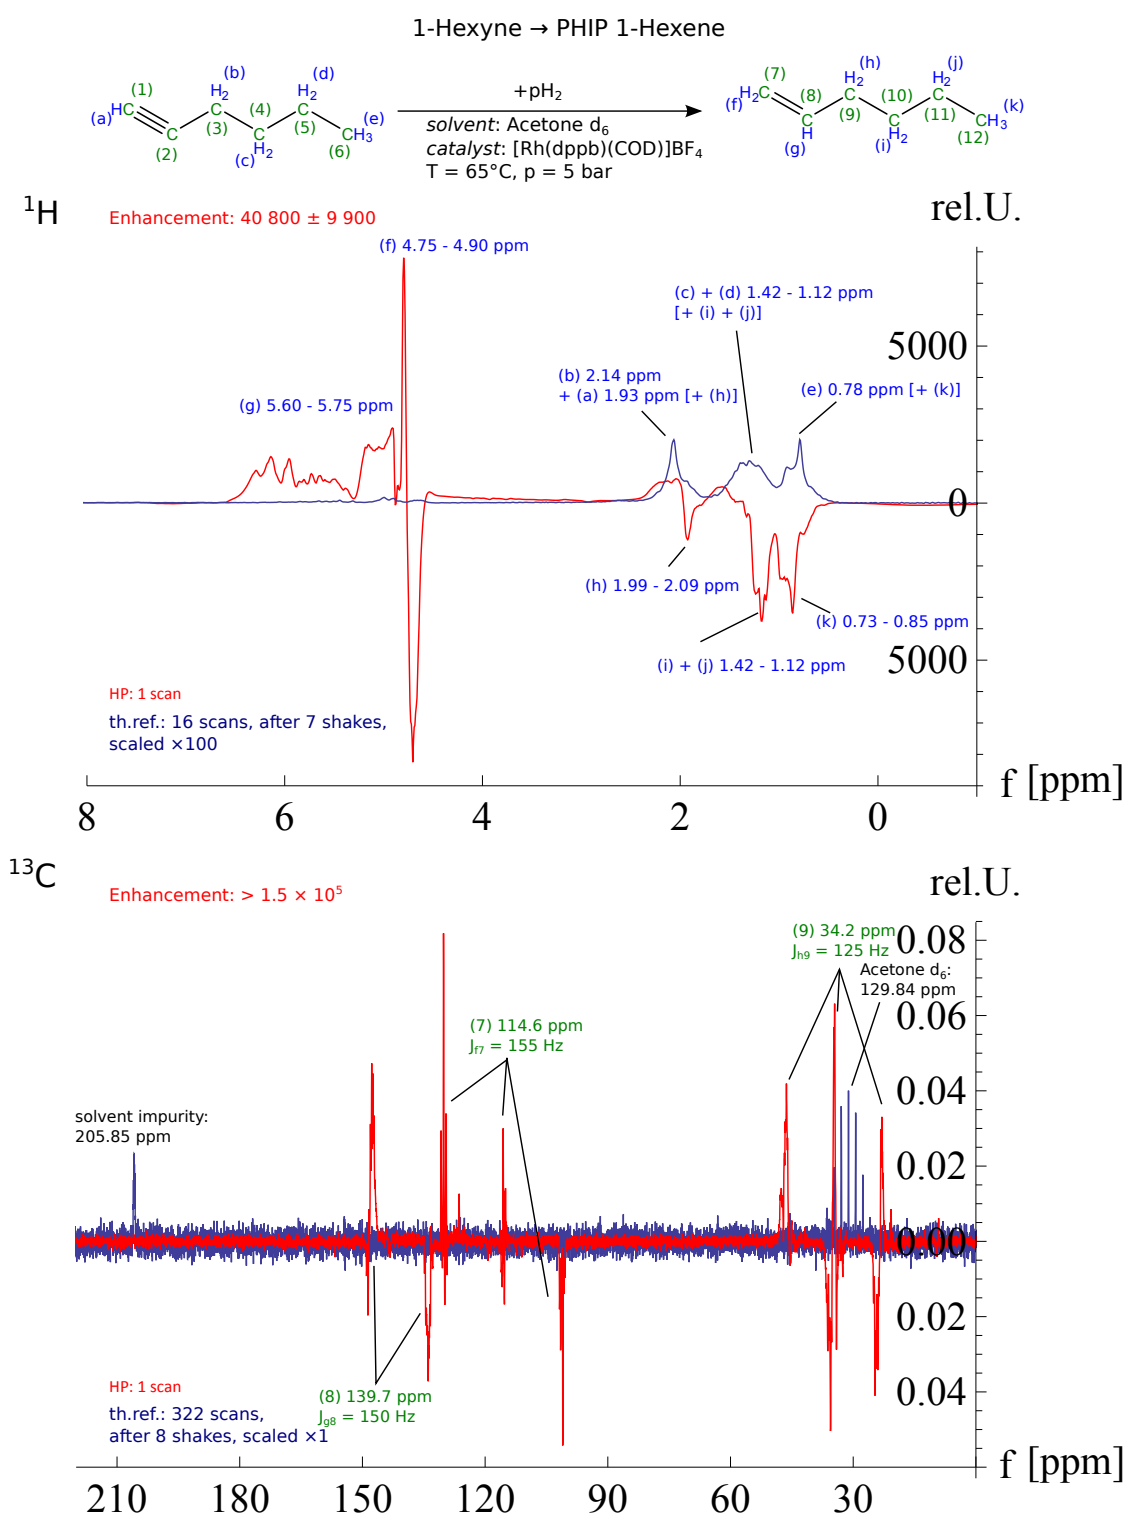 1-Hexyne → PHIP 1-Hexene
(1)
(b)
H₂
C
(d)
H₂
C
(a)
HC
C
(2)
C
(3)
(4)
C
H₂
(c)
C
(5)
(6)
CH₃
(e)
+pH₂
solvent: Acetone d₆
catalyst: [Rh(dppb)(COD)]BF₄
T = 65°C, p = 5 bar
(7)
(h)
H₂
C
(j)
H₂
C
(f)
H₂C
(8)
C
H
(g)
(9)
(10)
C
H₂
(i)
(11)
CH₃
(12)
(k)
¹H
Enhancement: 40 800 ± 9 900
rel.U.
(f) 4.75 - 4.90 ppm
(c) + (d) 1.42 - 1.12 ppm
[+ (i) + (j)]
5000
(b) 2.14 ppm
+ (a) 1.93 ppm [+ (h)]
(e) 0.78 ppm [+ (k)]
(g) 5.60 - 5.75 ppm
0
(h) 1.99 - 2.09 ppm
(k) 0.73 - 0.85 ppm
(i) + (j) 1.42 - 1.12 ppm
5000
HP: 1 scan
th.ref.: 16 scans, after 7 shakes,
scaled ×100
f [ppm]
8 6 4 2 0
¹³C
Enhancement: > 1.5 × 10⁵
rel.U.
(9) 34.2 ppm
J_h9 = 125 Hz
0.08
Acetone d₆:
129.84 ppm
0.06
(7) 114.6 ppm
J_f7 = 155 Hz
0.04
solvent impurity:
205.85 ppm
0.02
0.00
0.02
0.04
HP: 1 scan
(8) 139.7 ppm
J_g8 = 150 Hz
th.ref.: 322 scans,
after 8 shakes, scaled ×1
f [ppm]
210 180 150 120 90 60 30